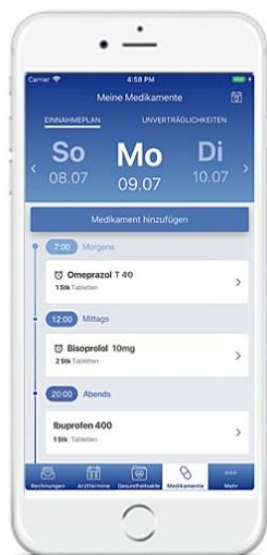 Carrier 4:58 PM
Meine Medikamente
EINNAHMEPLAN UNVERTRÄGLICHKEITEN
So Mo Di
08.07 09.07 10.07
Medikament hinzufügen
7:00 Morgens
Omeprazol T 40
1 Stk Tabletten
12:00 Mittags
Bisoprolol 10mg
2 Stk Tabletten
20:00 Abends
Ibuprofen 400
1 Stk Tabletten
Rechnungen Arzttermine Gesundheitsakte Medikamente Mehr